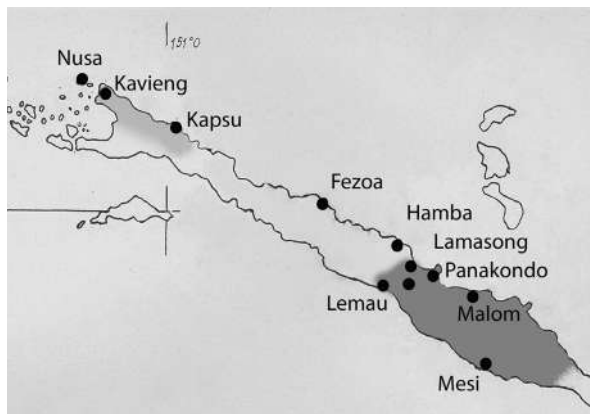 151°0
Nusa
Kavieng
Kapsu
Fezoa
Hamba
Lamasong
Panakondo
Lemau
Malom
Mesi